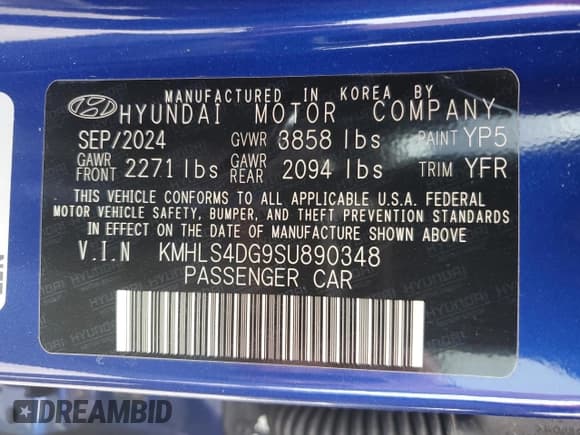 MANUFACTURED IN KOREA BY
HYUNDAI MOTOR COMPANY
SEP/2024 GVWR 3858 lbs PAINT YP5
GAWR FRONT 2271 lbs GAWR REAR 2094 lbs TRIM YFR
THIS VEHICLE CONFORMS TO ALL APPLICABLE U.S.A. FEDERAL
MOTOR VEHICLE SAFETY, BUMPER, AND THEFT PREVENTION STANDARDS
IN EFFECT ON THE DATE OF MANUFACTURE SHOWN ABOVE.
V.I.N KMHLS4DG9SU890348
PASSENGER CAR
DREAMBID